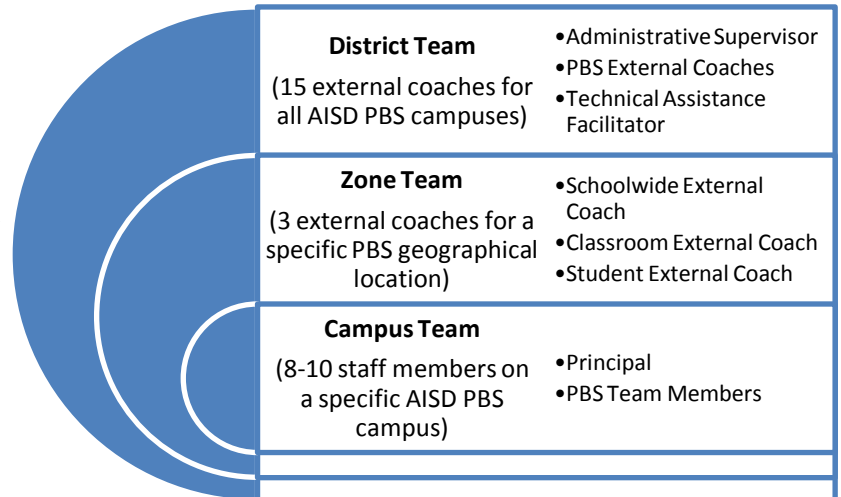 District Team
(15 external coaches for
all AISD PBS campuses)
•Administrative Supervisor
•PBS External Coaches
•Technical Assistance
Facilitator
Zone Team
(3 external coaches for a
specific PBS geographical
location)
•Schoolwide External
Coach
•Classroom External Coach
•Student External Coach
Campus Team
(8-10 staff members on
a specific AISD PBS
campus)
•Principal
•PBS Team Members